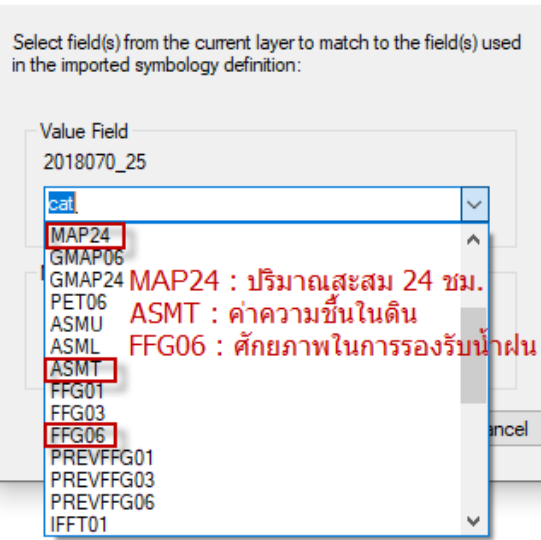 Select field(s) from the current layer to match to the field(s) used
in the imported symbology definition:
Value Field
2018070_25
cat
MAP24
GMAP06
GMAP24
PET06
ASMU
ASML
ASMT
FFG01
FFG03
FFG06
PREVFFG01
PREVFFG03
PREVFFG06
IFFT01
MAP24 : ปริมาณสะสม 24 ชม.
ASMT : ค่าความชื้นในดิน
FFG06 : ศักยภาพในการรองรับน้ำฝน